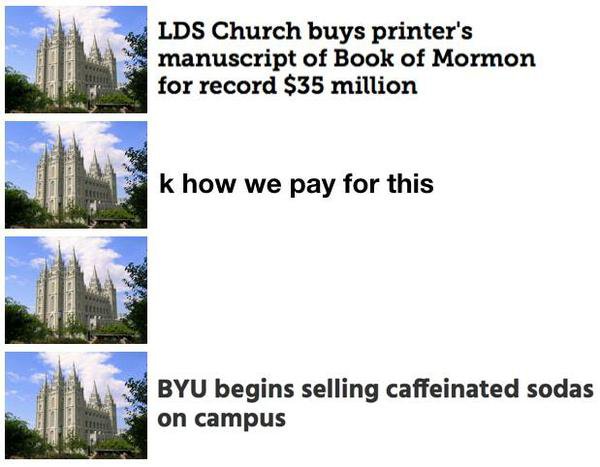 LDS Church buys printer's
manuscript of Book of Mormon
for record $35 million
k how we pay for this
BYU begins selling caffeinated sodas
on campus